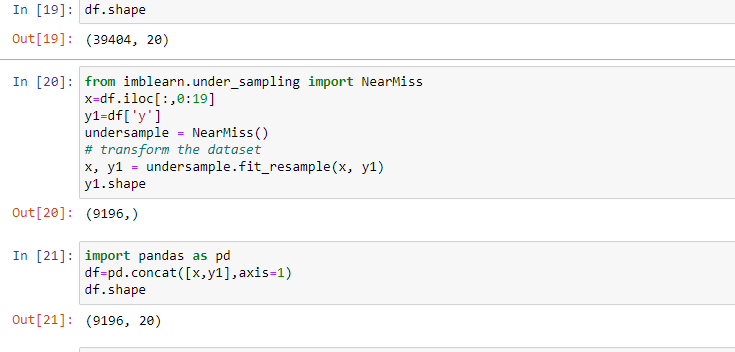 In [19]: df.shape
Out[19]: (39404, 20)
In [20]: from imblearn.under_sampling import NearMiss
x=df.iloc[:,0:19]
y1=df['y']
undersample = NearMiss()
# transform the dataset
x, y1 = undersample.fit_resample(x, y1)
y1.shape
Out[20]: (9196,)
In [21]: import pandas as pd
df=pd.concat([x,y1],axis=1)
df.shape
Out[21]: (9196, 20)